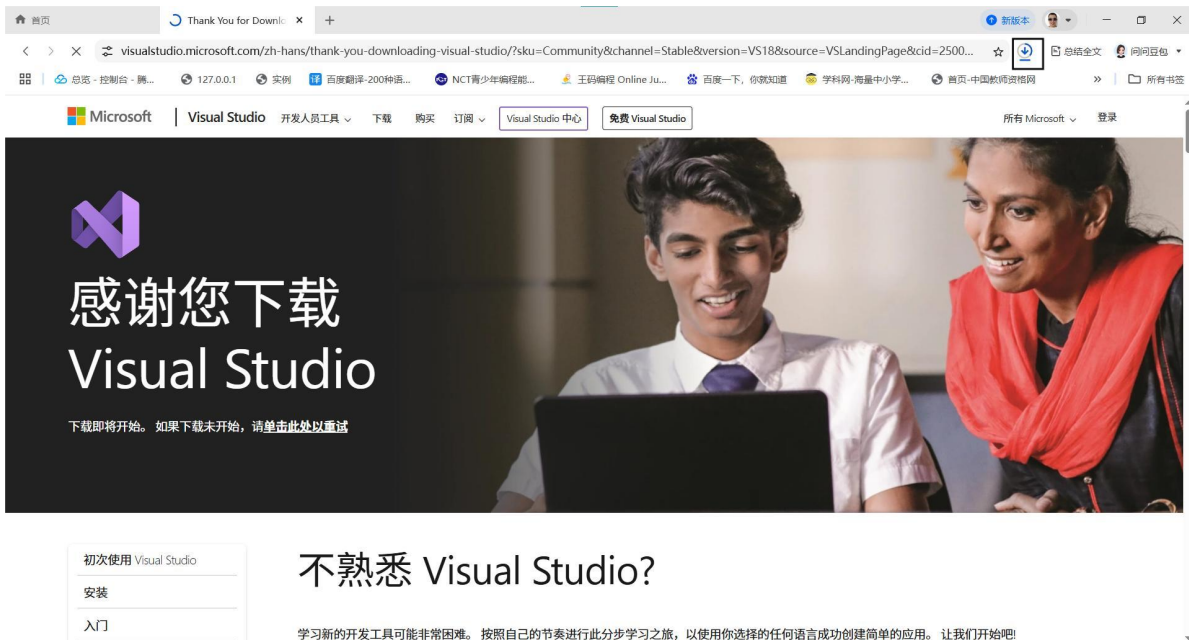 首页
Thank You for Downlo
新版本
visualstudio.microsoft.com/zh-hans/thank-you-downloading-visual-studio/?sku=Community&channel=Stable&version=VS18&source=VSLandingPage&cid=2500...
总结全文
问问豆包
总览 - 控制台 - 腾...
127.0.0.1
实例
译 百度翻译-200种语...
NCT青少年编程能...
王码编程 Online Ju...
百度一下，你就知道
学科网-海量中小学...
首页-中国教师资格网
»
所有书签
Microsoft
Visual Studio
开发人员工具
下载
购买
订阅
Visual Studio 中心
免费 Visual Studio
所有 Microsoft
登录
感谢您下载
Visual Studio
下载即将开始。 如果下载未开始，请单击此处以重试
初次使用 Visual Studio
安装
入门
不熟悉 Visual Studio?
学习新的开发工具可能非常困难。 按照自己的节奏进行此分步学习之旅，以使用你选择的任何语言成功创建简单的应用。 让我们开始吧!